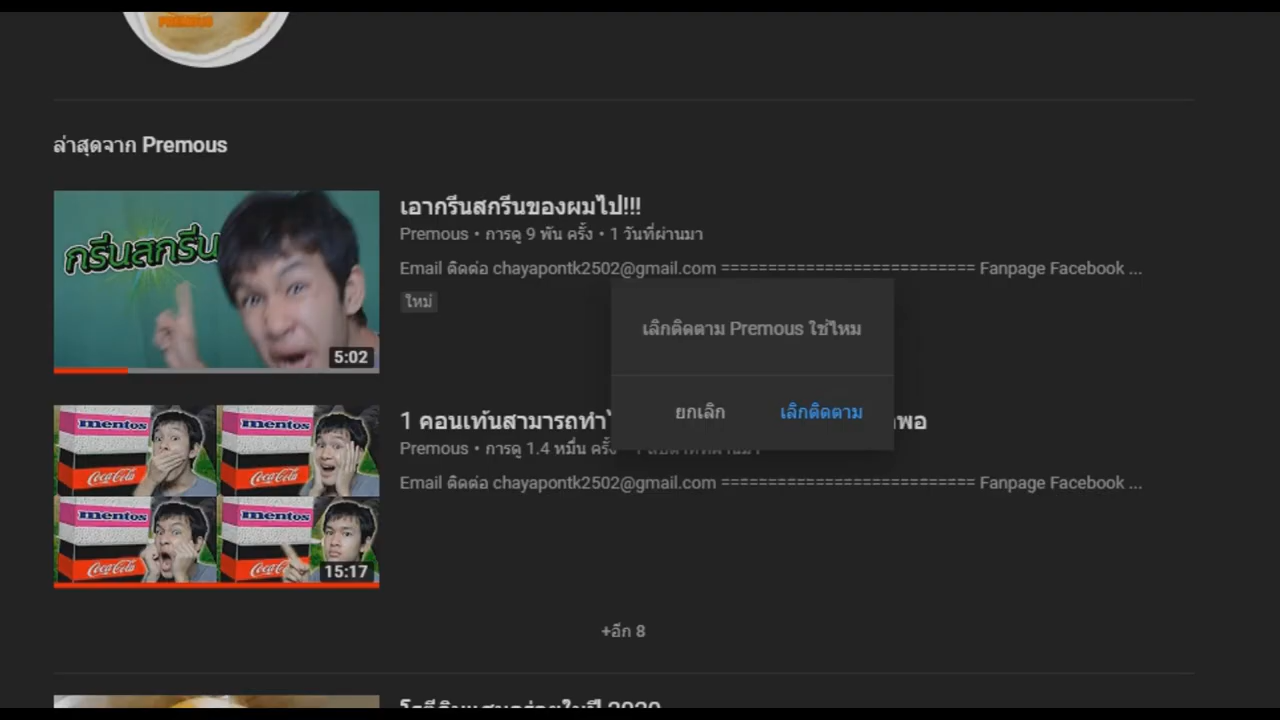 PREMOUS
ล่าสุดจาก Premous
กรีนสกรีน
5:02
เอากรีนสกรีนของผมไป!!!
Premous • การดู 9 พัน ครั้ง • 1 วันที่ผ่านมา
Email ติดต่อ chayapontk2502@gmail.com =========================== Fanpage Facebook ...
ใหม่
เลิกติดตาม Premous ใช่ไหม
ยกเลิก เลิกติดตาม
mentos mentos
Coca-Cola Coca-Cola
mentos mentos
Coca-Cola Coca-Cola
15:17
1 คอนเท้นสามารถทำ
Premous • การดู 1.4 หมื่น ครั้ง
Email ติดต่อ chayapontk2502@gmail.com =========================== Fanpage Facebook ...
+อีก 8